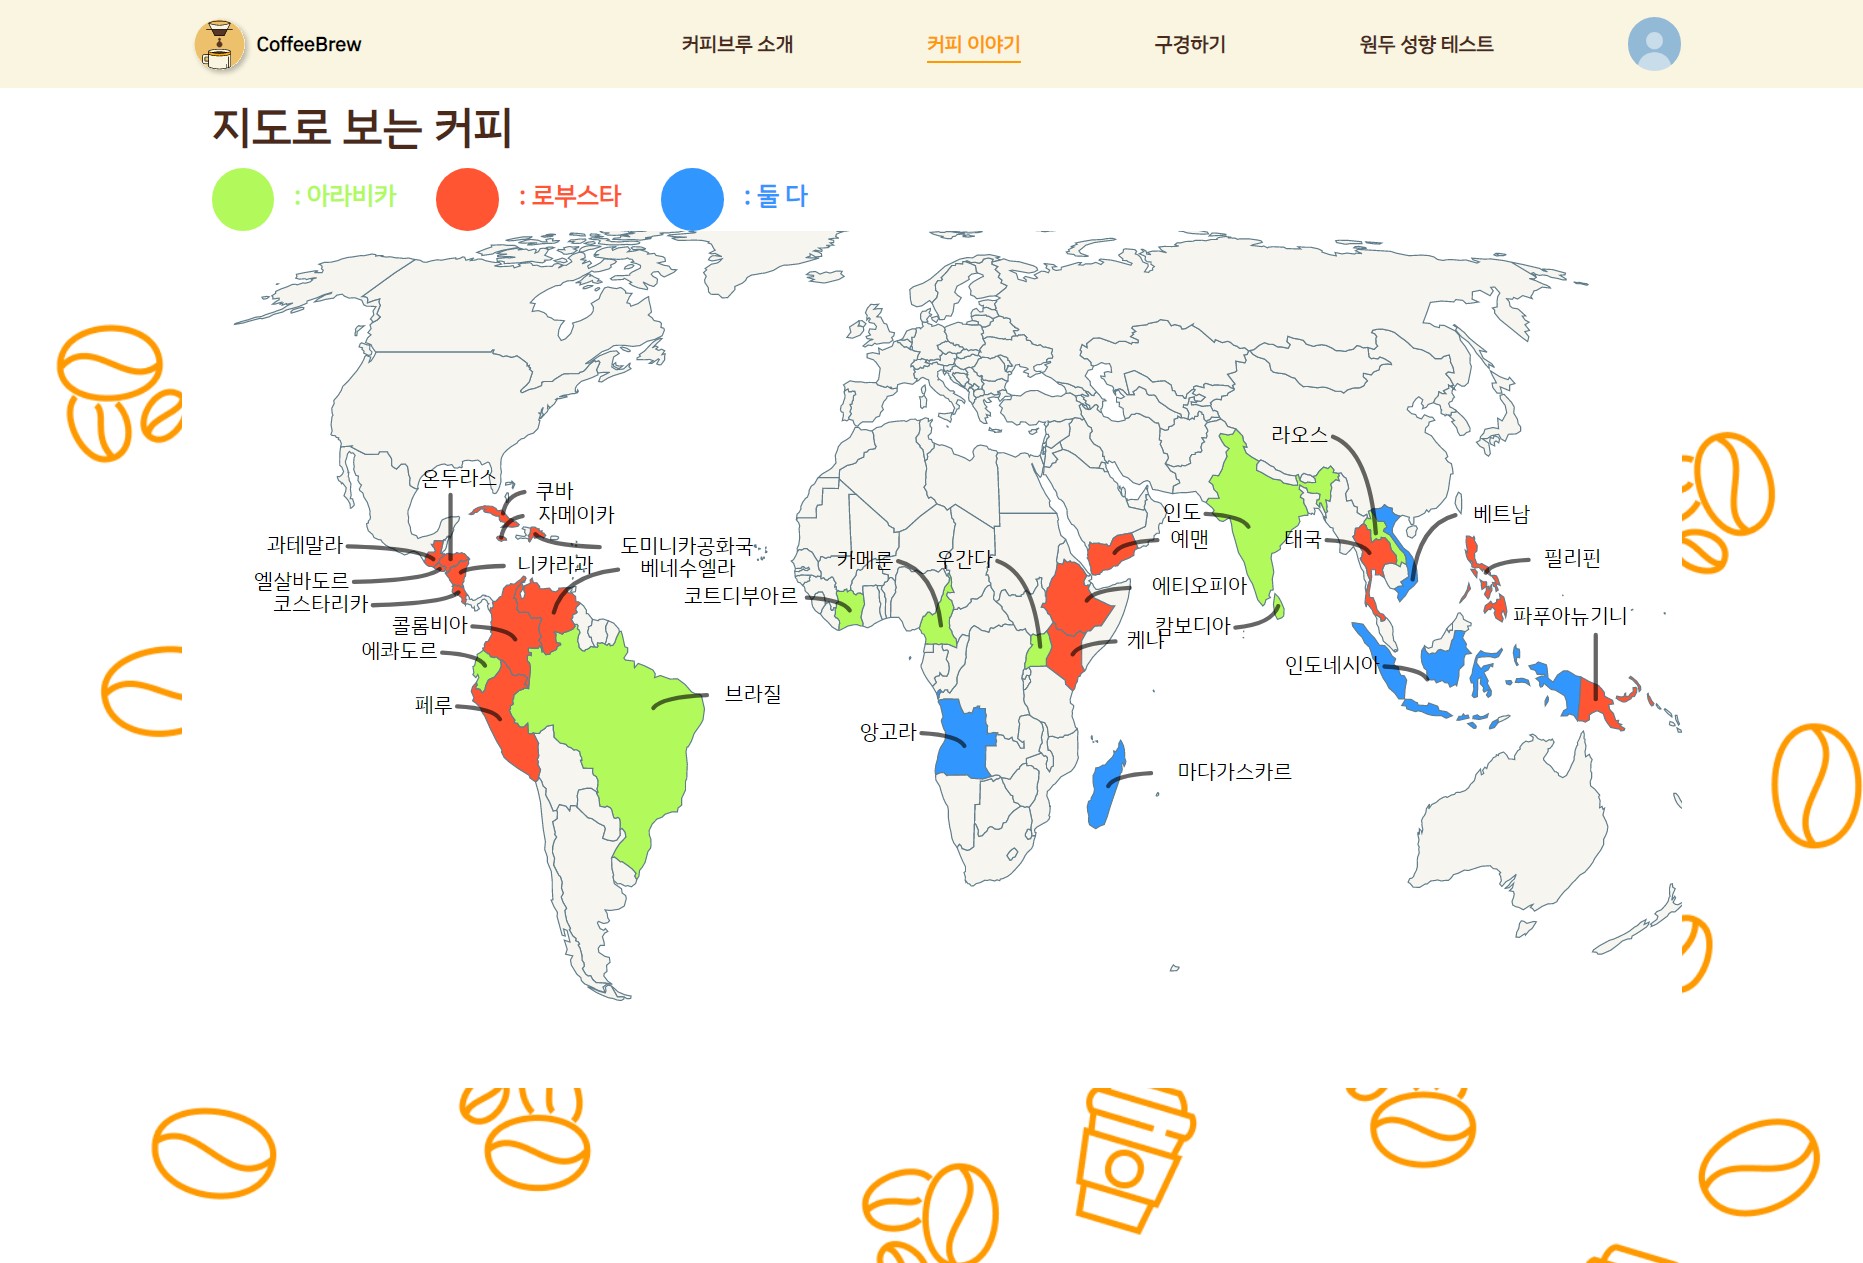 CoffeeBrew
커피브루 소개
커피 이야기
구경하기
원두 성향 테스트
지도로 보는 커피
: 아라비카
: 로부스타
: 둘 다
라오스
온두라스
쿠바
자메이카
인도
베트남
과테말라
도미니카공화국
예맨
태국
니카라과
베네수엘라
카메룬
우간다
필리핀
엘살바도르
코스타리카
코트디부아르
에티오피아
파푸아뉴기니
콜롬비아
캄보디아
케냐
에콰도르
인도네시아
페루
브라질
앙고라
마다가스카르